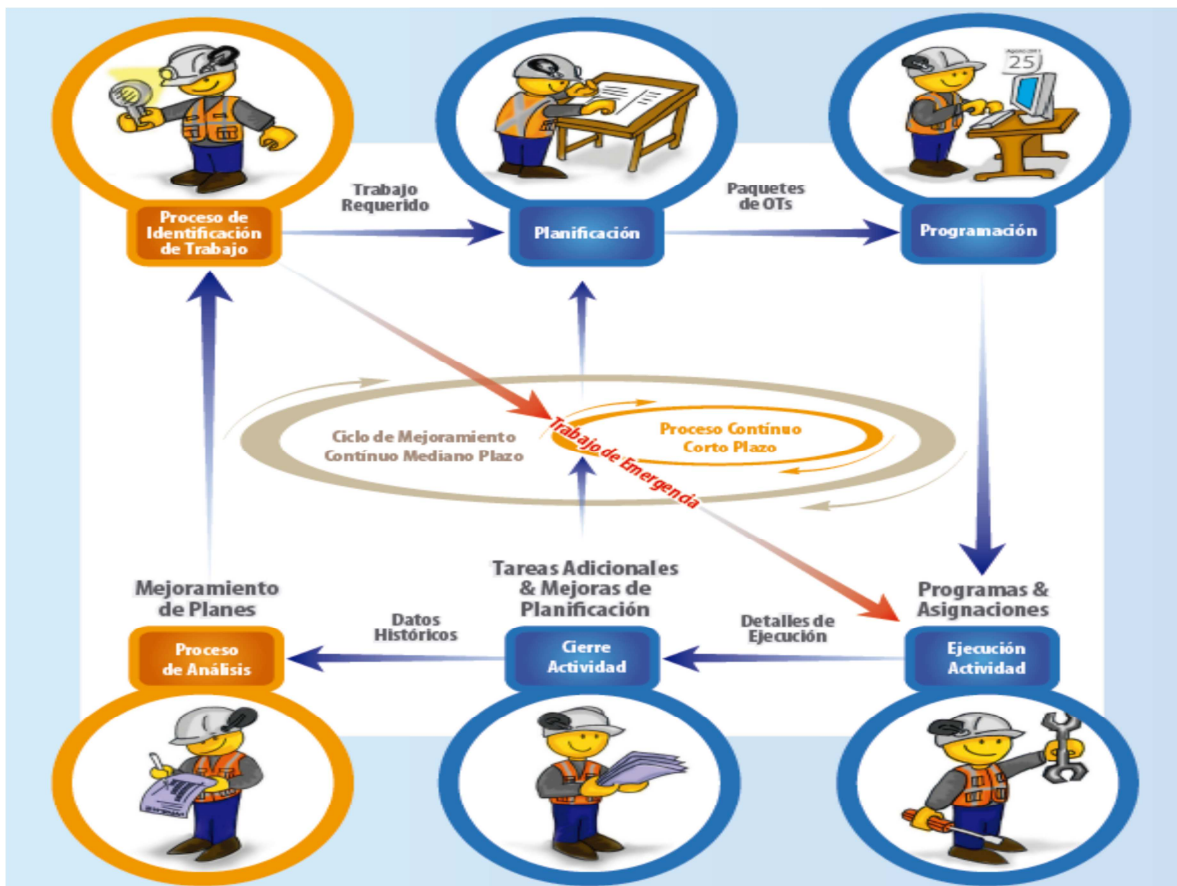 25
Trabajo
Requerido
Paquetes
de OTs
Proceso de
Identificación
de Trabajo
Planificación
Programación
Ciclo de Mejoramiento
Contínuo Mediano Plazo
Proceso Contínuo
Corto Plazo
Trabajo de Emergencia
Mejoramiento
de Planes
Tareas Adicionales
& Mejoras de
Planificación
Programas &
Asignaciones
Datos
Históricos
Detalles de
Ejecución
Proceso
de Análisis
Cierre
Actividad
Ejecución
Actividad